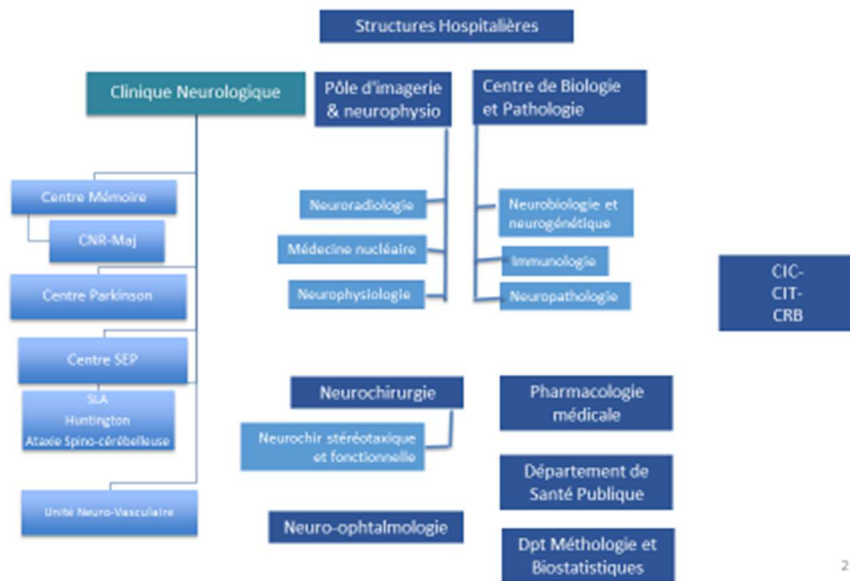 Structures Hospitalières
Clinique Neurologique
Pôle d'imagerie
& neurophysio
Centre de Biologie
et Pathologie
Centre Mémoire
CNR-Maj
Centre Parkinson
Centre SEP
SLA
Huntington
Ataxie Spino-cérébelleuse
Unité Neuro-Vasculaire
Neuroradiologie
Médecine nucléaire
Neurophysiologie
Neurobiologie et
neurogénétique
Immunologie
Neuropathologie
CIC-
CIT-
CRB
Neurochirurgie
Neurochir stéréotaxique
et fonctionnelle
Neuro-ophtalmologie
Pharmacologie
médicale
Département de
Santé Publique
Dpt Méthologie et
Biostatistiques
2